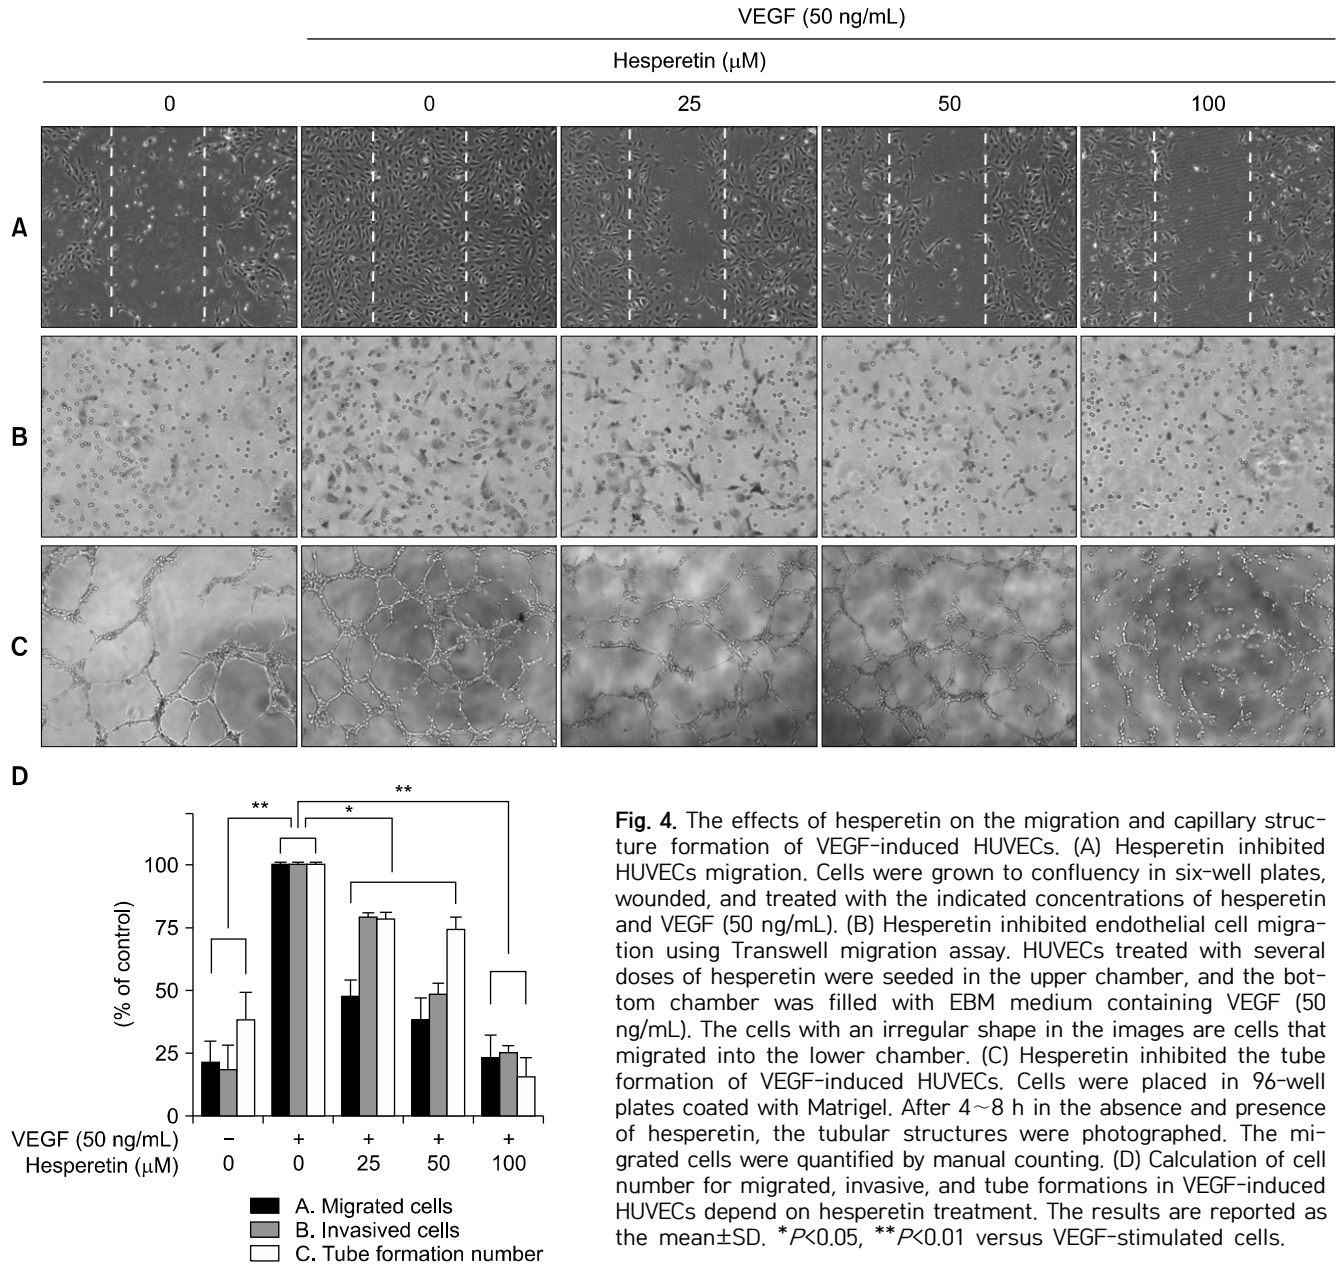 VEGF (50 ng/mL)
Hesperetin (μM)
0 0 25 50 100
A
B
C
D
** * **
(% of control)
100
75
50
25
0
VEGF (50 ng/mL) − + + + +
Hesperetin (μM) 0 0 25 50 100
A. Migrated cells
B. Invasived cells
C. Tube formation number
Fig. 4. The effects of hesperetin on the migration and capillary struc-
ture formation of VEGF-induced HUVECs. (A) Hesperetin inhibited
HUVECs migration. Cells were grown to confluency in six-well plates,
wounded, and treated with the indicated concentrations of hesperetin
and VEGF (50 ng/mL). (B) Hesperetin inhibited endothelial cell migra-
tion using Transwell migration assay. HUVECs treated with several
doses of hesperetin were seeded in the upper chamber, and the bot-
tom chamber was filled with EBM medium containing VEGF (50
ng/mL). The cells with an irregular shape in the images are cells that
migrated into the lower chamber. (C) Hesperetin inhibited the tube
formation of VEGF-induced HUVECs. Cells were placed in 96-well
plates coated with Matrigel. After 4~8 h in the absence and presence
of hesperetin, the tubular structures were photographed. The mi-
grated cells were quantified by manual counting. (D) Calculation of cell
number for migrated, invasive, and tube formations in VEGF-induced
HUVECs depend on hesperetin treatment. The results are reported as
the mean±SD. *P<0.05, **P<0.01 versus VEGF-stimulated cells.